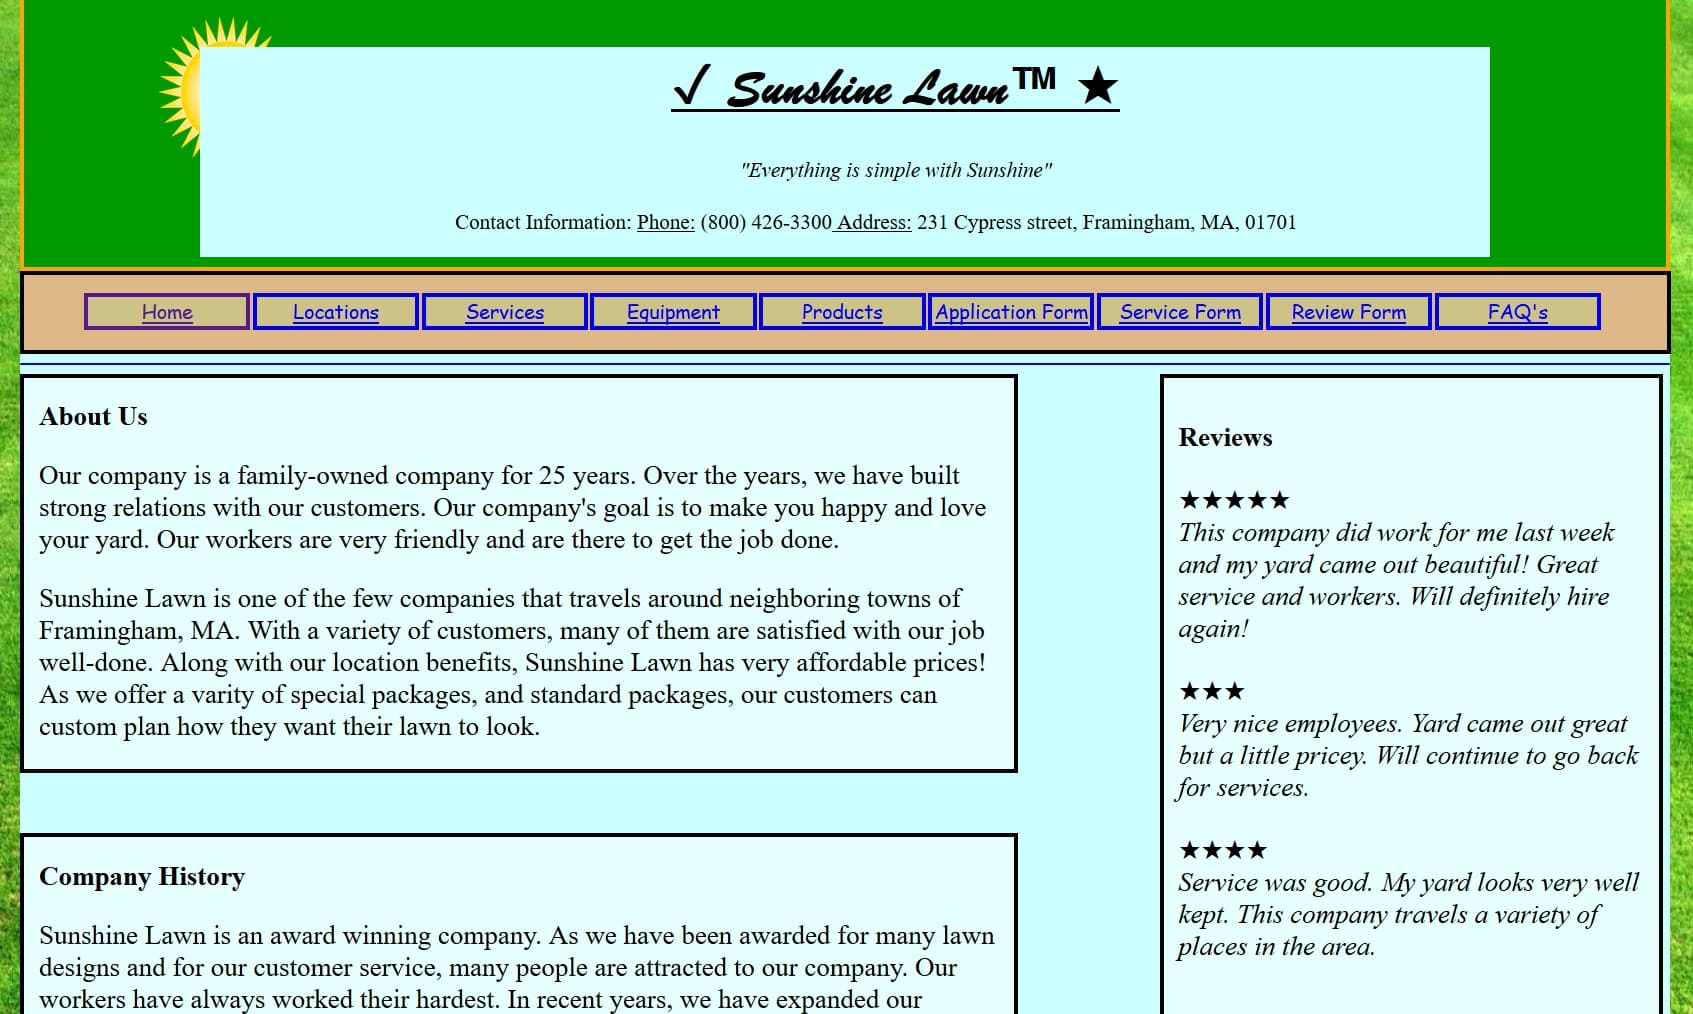 ✓ Sunshine Lawn™ ★
"Everything is simple with Sunshine"
Contact Information: Phone: (800) 426-3300 Address: 231 Cypress street, Framingham, MA, 01701
Home Locations Services Equipment Products Application Form Service Form Review Form FAQ's
About Us
Our company is a family-owned company for 25 years. Over the years, we have built
strong relations with our customers. Our company's goal is to make you happy and love
your yard. Our workers are very friendly and are there to get the job done.
Sunshine Lawn is one of the few companies that travels around neighboring towns of
Framingham, MA. With a variety of customers, many of them are satisfied with our job
well-done. Along with our location benefits, Sunshine Lawn has very affordable prices!
As we offer a varity of special packages, and standard packages, our customers can
custom plan how they want their lawn to look.
Company History
Sunshine Lawn is an award winning company. As we have been awarded for many lawn
designs and for our customer service, many people are attracted to our company. Our
workers have always worked their hardest. In recent years, we have expanded our
Reviews
★★★★★
This company did work for me last week
and my yard came out beautiful! Great
service and workers. Will definitely hire
again!
★★★
Very nice employees. Yard came out great
but a little pricey. Will continue to go back
for services.
★★★★
Service was good. My yard looks very well
kept. This company travels a variety of
places in the area.